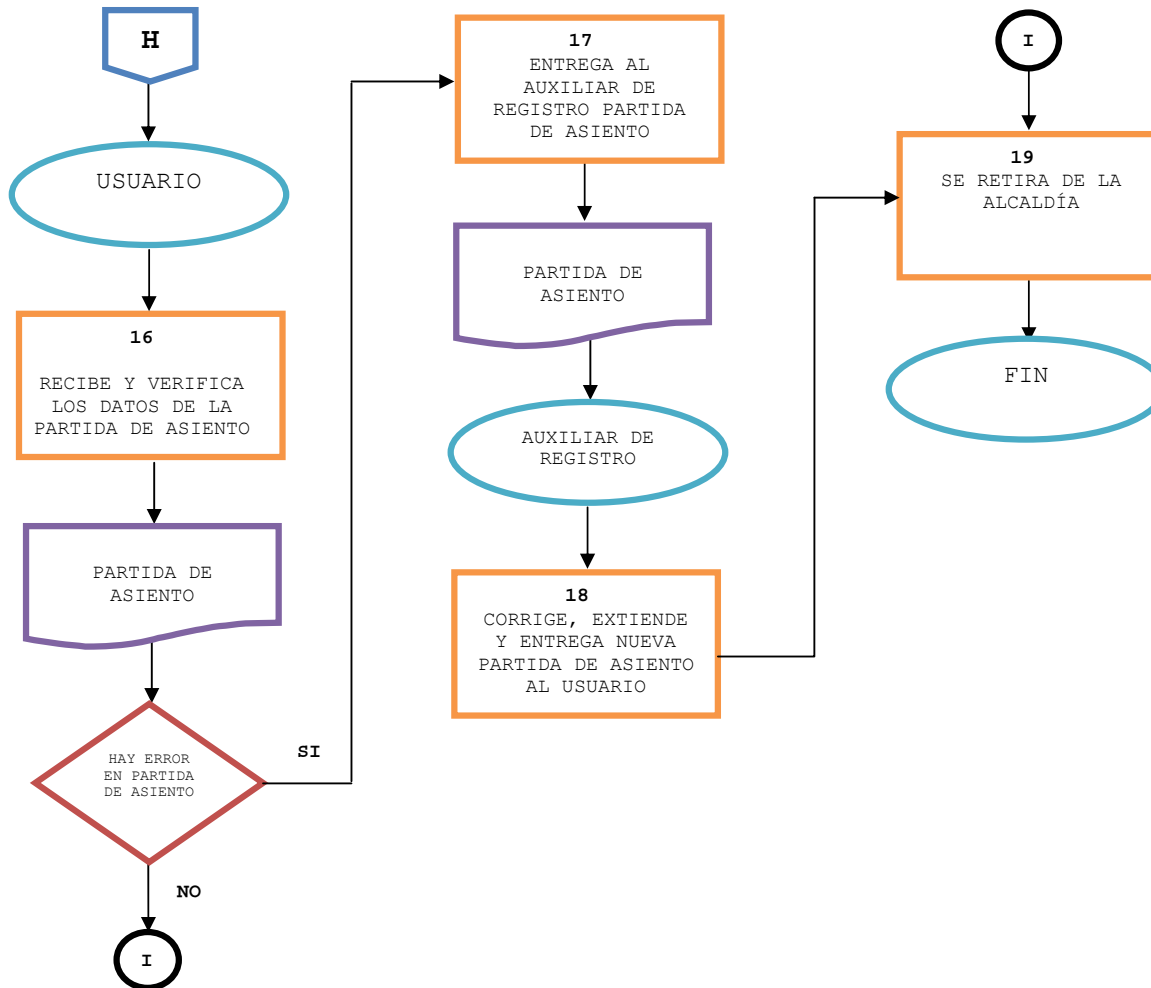 H
USUARIO
16
RECIBE Y VERIFICA
LOS DATOS DE LA
PARTIDA DE ASIENTO
PARTIDA DE
ASIENTO
HAY ERROR
EN PARTIDA
DE ASIENTO
SI
NO
I
17
ENTREGA AL
AUXILIAR DE
REGISTRO PARTIDA
DE ASIENTO
PARTIDA DE
ASIENTO
AUXILIAR DE
REGISTRO
18
CORRIGE, EXTIENDE
Y ENTREGA NUEVA
PARTIDA DE ASIENTO
AL USUARIO
I
19
SE RETIRA DE LA
ALCALDÍA
FIN